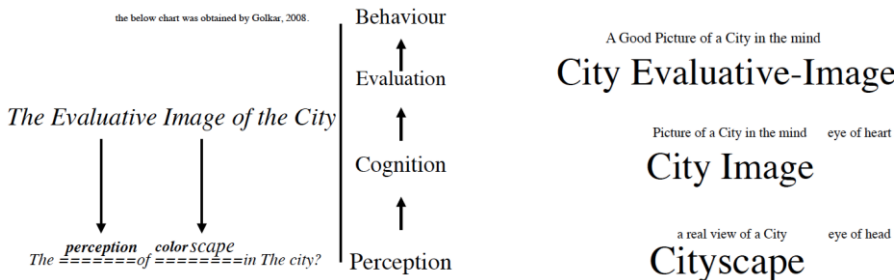 the below chart was obtained by Golkar, 2008.
The Evaluative Image of the City
perception color scape
The =======of ========in The city?
Behaviour
Evaluation
Cognition
Perception
A Good Picture of a City in the mind
City Evaluative-Image
Picture of a City in the mind eye of heart
City Image
a real view of a City eye of head
Cityscape